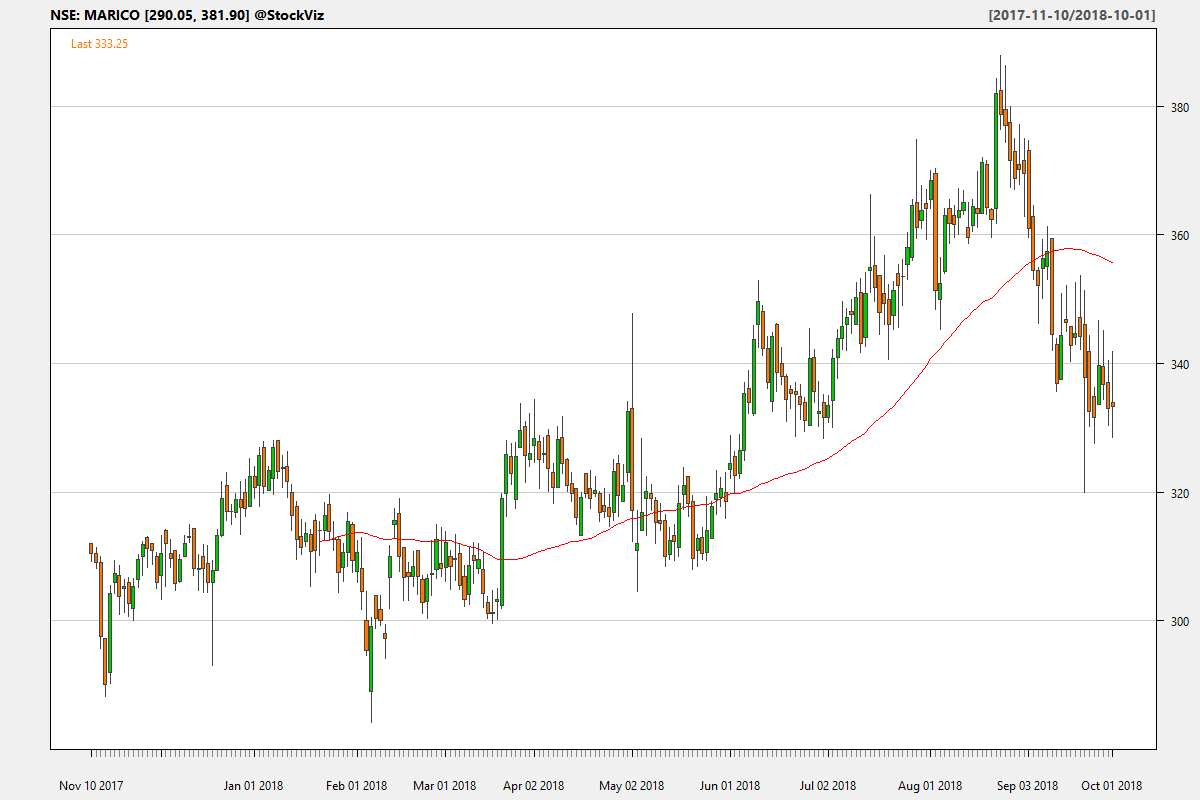 NSE: MARICO [290.05, 381.90] @StockViz [2017-11-10/2018-10-01]
Last 333.25
380
360
340
320
300
Nov 10 2017 Jan 01 2018 Feb 01 2018 Mar 01 2018 Apr 02 2018 May 02 2018 Jun 01 2018 Jul 02 2018 Aug 01 2018 Sep 03 2018 Oct 01 2018